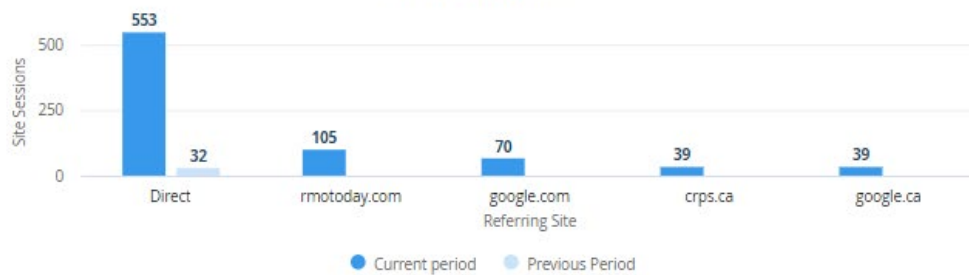 553
500
Site Sessions
250
105
70
32
39
39
0
Direct
rmotoday.com
google.com
crps.ca
google.ca
Referring Site
Current period
Previous Period